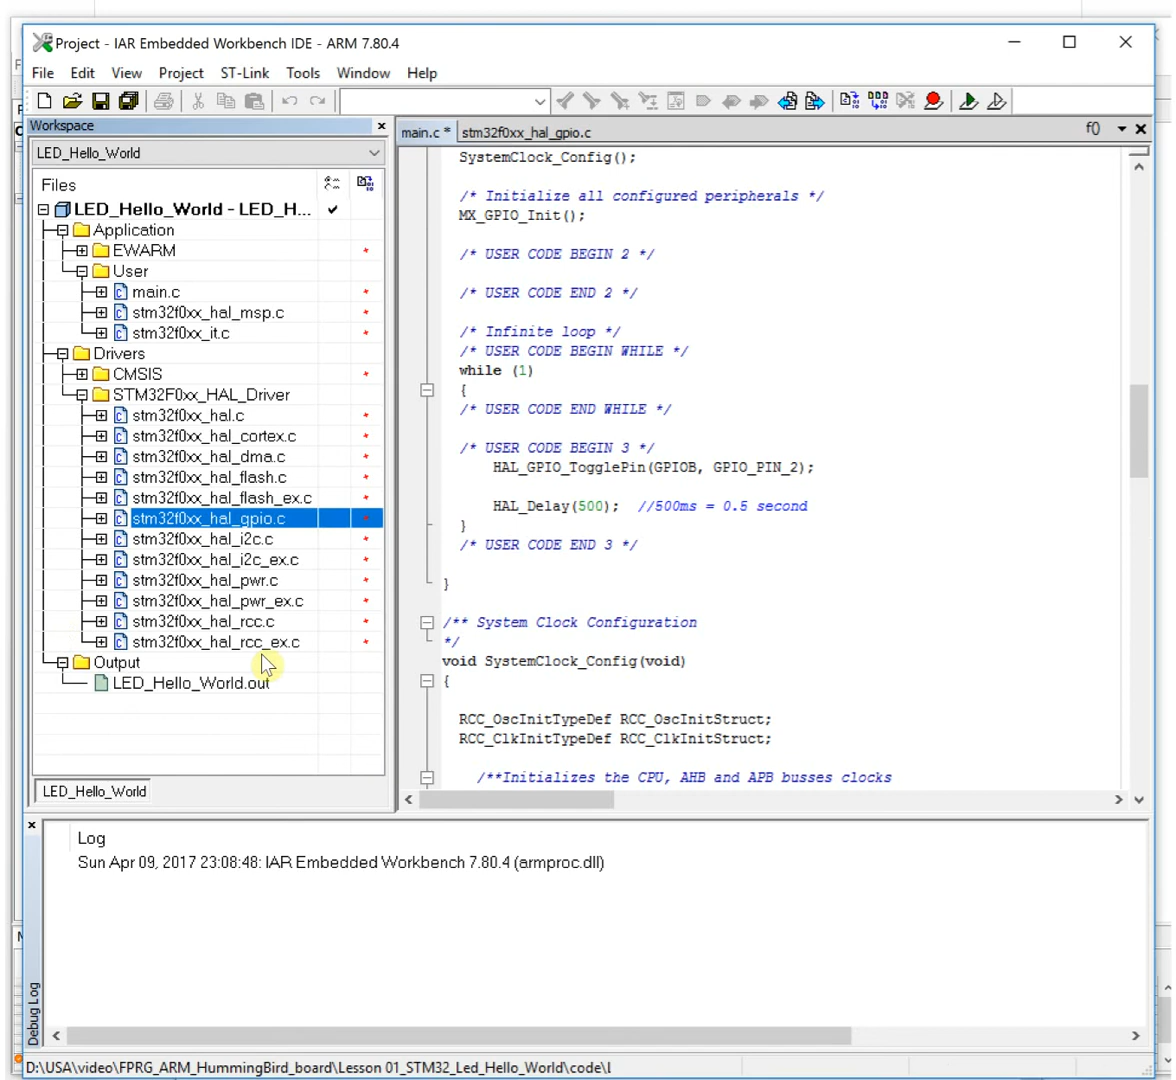 Project - IAR Embedded Workbench IDE - ARM 7.80.4
File Edit View Project ST-Link Tools Window Help
Workspace
LED_Hello_World
Files
LED_Hello_World - LED_H...
Application
EWARM
User
main.c
stm32f0xx_hal_msp.c
stm32f0xx_it.c
Drivers
CMSIS
STM32F0xx_HAL_Driver
stm32f0xx_hal.c
stm32f0xx_hal_cortex.c
stm32f0xx_hal_dma.c
stm32f0xx_hal_flash.c
stm32f0xx_hal_flash_ex.c
stm32f0xx_hal_gpio.c
stm32f0xx_hal_i2c.c
stm32f0xx_hal_i2c_ex.c
stm32f0xx_hal_pwr.c
stm32f0xx_hal_pwr_ex.c
stm32f0xx_hal_rcc.c
stm32f0xx_hal_rcc_ex.c
Output
LED_Hello_World.out
LED_Hello_World
main.c * stm32f0xx_hal_gpio.c f()
SystemClock_Config();
/* Initialize all configured peripherals */
MX_GPIO_Init();
/* USER CODE BEGIN 2 */
/* USER CODE END 2 */
/* Infinite loop */
/* USER CODE BEGIN WHILE */
while (1)
{
/* USER CODE END WHILE */
/* USER CODE BEGIN 3 */
HAL_GPIO_TogglePin(GPIOB, GPIO_PIN_2);
HAL_Delay(500); //500ms = 0.5 second
}
/* USER CODE END 3 */
}
/** System Clock Configuration
*/
void SystemClock_Config(void)
{
RCC_OscInitTypeDef RCC_OscInitStruct;
RCC_ClkInitTypeDef RCC_ClkInitStruct;
/**Initializes the CPU, AHB and APB busses clocks
Log
Sun Apr 09, 2017 23:08:48: IAR Embedded Workbench 7.80.4 (armproc.dll)
Debug Log
D:\USA\video\FPRG_ARM_HummingBird_board\Lesson 01_STM32_Led_Hello_World\code\L